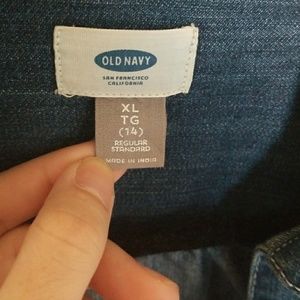 OLD NAVY
SAN FRANCISCO
CALIFORNIA
XL
TG
(14)
REGULAR
STANDARD
MADE IN INDIA